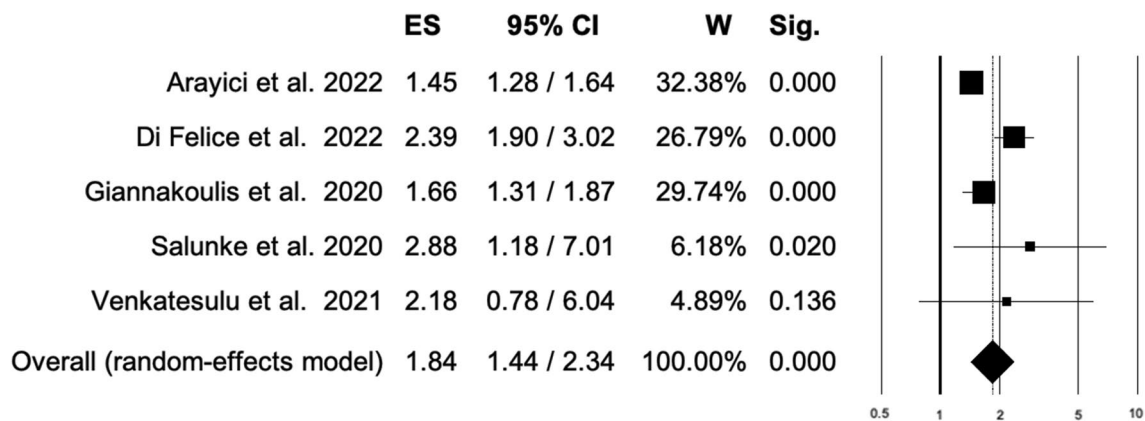 ES 95% CI W Sig.
Arayici et al. 2022 1.45 1.28 / 1.64 32.38% 0.000
Di Felice et al. 2022 2.39 1.90 / 3.02 26.79% 0.000
Giannakoulis et al. 2020 1.66 1.31 / 1.87 29.74% 0.000
Salunke et al. 2020 2.88 1.18 / 7.01 6.18% 0.020
Venkatesulu et al. 2021 2.18 0.78 / 6.04 4.89% 0.136
Overall (random-effects model) 1.84 1.44 / 2.34 100.00% 0.000
0.5 1 2 5 10